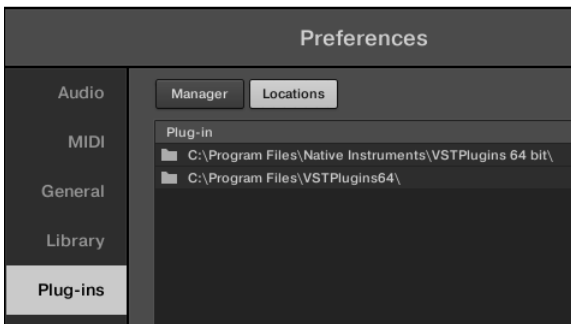 Preferences
Audio
Manager Locations
MIDI
Plug-in
C:\Program Files\Native Instruments\VSTPlugins 64 bit\
C:\Program Files\VSTPlugins64\
General
Library
Plug-ins